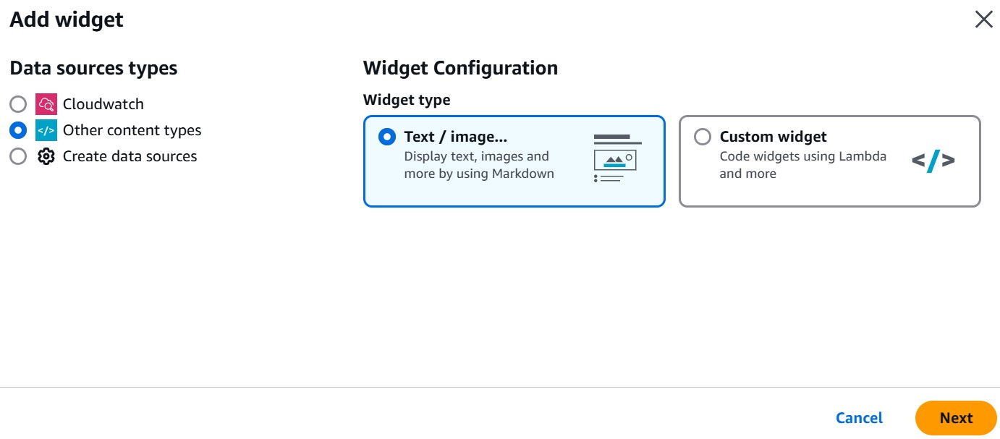 Add widget
Data sources types
Cloudwatch
</> Other content types
Create data sources
Widget Configuration
Widget type
Text / image...
Display text, images and
more by using Markdown
Custom widget
Code widgets using Lambda
and more
</>
Cancel
Next